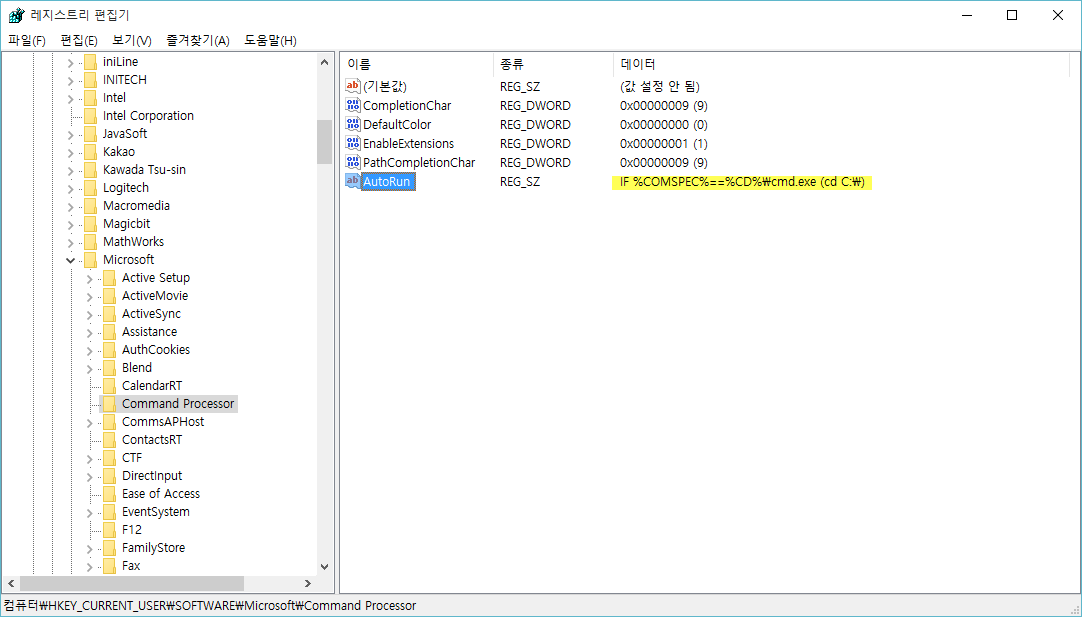 레지스트리 편집기
파일(F) 편집(E) 보기(V) 즐겨찾기(A) 도움말(H)
iniLine
INITECH
Intel
Intel Corporation
JavaSoft
Kakao
Kawada Tsu-sin
Logitech
Macromedia
Magicbit
MathWorks
Microsoft
Active Setup
ActiveMovie
ActiveSync
Assistance
AuthCookies
Blend
CalendarRT
Command Processor
CommsAPHost
ContactsRT
CTF
DirectInput
Ease of Access
EventSystem
F12
FamilyStore
Fax
이름 종류 데이터
(기본값) REG_SZ (값 설정 안 됨)
CompletionChar REG_DWORD 0x00000009 (9)
DefaultColor REG_DWORD 0x00000000 (0)
EnableExtensions REG_DWORD 0x00000001 (1)
PathCompletionChar REG_DWORD 0x00000009 (9)
AutoRun REG_SZ IF %COMSPEC%==%CD%₩cmd.exe (cd C:₩)
컴퓨터₩HKEY_CURRENT_USER₩SOFTWARE₩Microsoft₩Command Processor